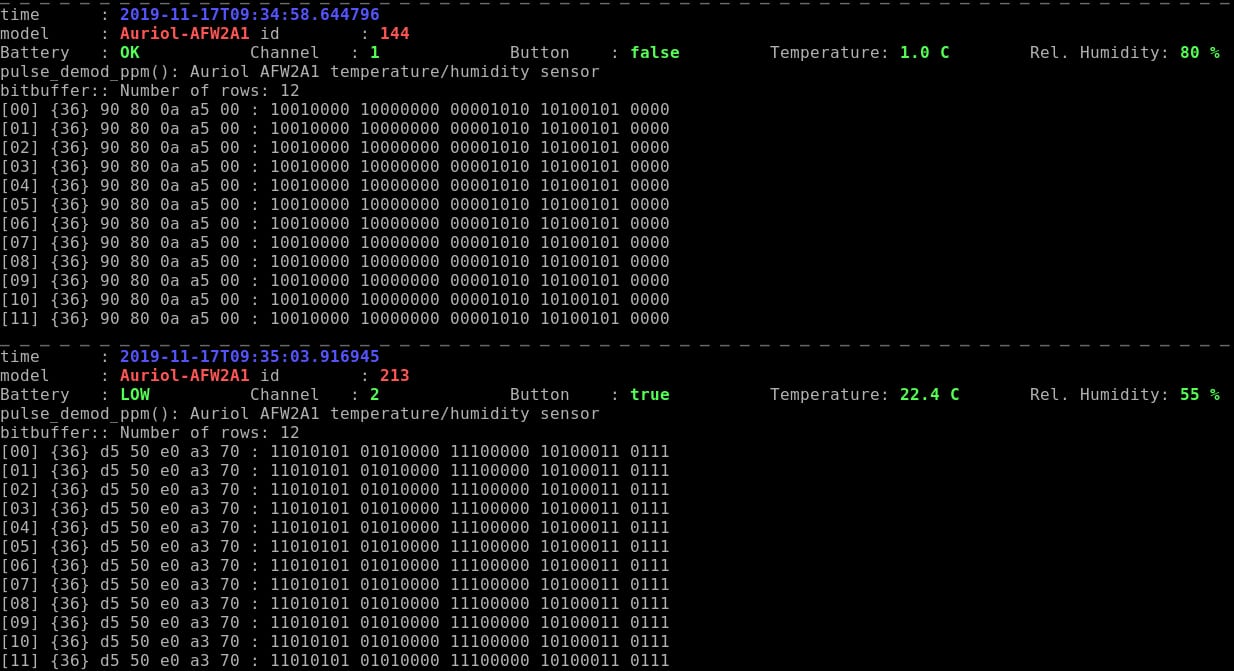 time      : 2019-11-17T09:34:58.644796
model     : Auriol-AFW2A1 id        : 144
Battery   : OK           Channel   : 1             Button    : false         Temperature: 1.0 C        Rel. Humidity: 80 %
pulse_demod_ppm(): Auriol AFW2A1 temperature/humidity sensor
bitbuffer:: Number of rows: 12
[00] {36} 90 80 0a a5 00 : 10010000 10000000 00001010 10100101 0000
[01] {36} 90 80 0a a5 00 : 10010000 10000000 00001010 10100101 0000
[02] {36} 90 80 0a a5 00 : 10010000 10000000 00001010 10100101 0000
[03] {36} 90 80 0a a5 00 : 10010000 10000000 00001010 10100101 0000
[04] {36} 90 80 0a a5 00 : 10010000 10000000 00001010 10100101 0000
[05] {36} 90 80 0a a5 00 : 10010000 10000000 00001010 10100101 0000
[06] {36} 90 80 0a a5 00 : 10010000 10000000 00001010 10100101 0000
[07] {36} 90 80 0a a5 00 : 10010000 10000000 00001010 10100101 0000
[08] {36} 90 80 0a a5 00 : 10010000 10000000 00001010 10100101 0000
[09] {36} 90 80 0a a5 00 : 10010000 10000000 00001010 10100101 0000
[10] {36} 90 80 0a a5 00 : 10010000 10000000 00001010 10100101 0000
[11] {36} 90 80 0a a5 00 : 10010000 10000000 00001010 10100101 0000
time      : 2019-11-17T09:35:03.916945
model     : Auriol-AFW2A1 id        : 213
Battery   : LOW          Channel   : 2             Button    : true          Temperature: 22.4 C       Rel. Humidity: 55 %
pulse_demod_ppm(): Auriol AFW2A1 temperature/humidity sensor
bitbuffer:: Number of rows: 12
[00] {36} d5 50 e0 a3 70 : 11010101 01010000 11100000 10100011 0111
[01] {36} d5 50 e0 a3 70 : 11010101 01010000 11100000 10100011 0111
[02] {36} d5 50 e0 a3 70 : 11010101 01010000 11100000 10100011 0111
[03] {36} d5 50 e0 a3 70 : 11010101 01010000 11100000 10100011 0111
[04] {36} d5 50 e0 a3 70 : 11010101 01010000 11100000 10100011 0111
[05] {36} d5 50 e0 a3 70 : 11010101 01010000 11100000 10100011 0111
[06] {36} d5 50 e0 a3 70 : 11010101 01010000 11100000 10100011 0111
[07] {36} d5 50 e0 a3 70 : 11010101 01010000 11100000 10100011 0111
[08] {36} d5 50 e0 a3 70 : 11010101 01010000 11100000 10100011 0111
[09] {36} d5 50 e0 a3 70 : 11010101 01010000 11100000 10100011 0111
[10] {36} d5 50 e0 a3 70 : 11010101 01010000 11100000 10100011 0111
[11] {36} d5 50 e0 a3 70 : 11010101 01010000 11100000 10100011 0111